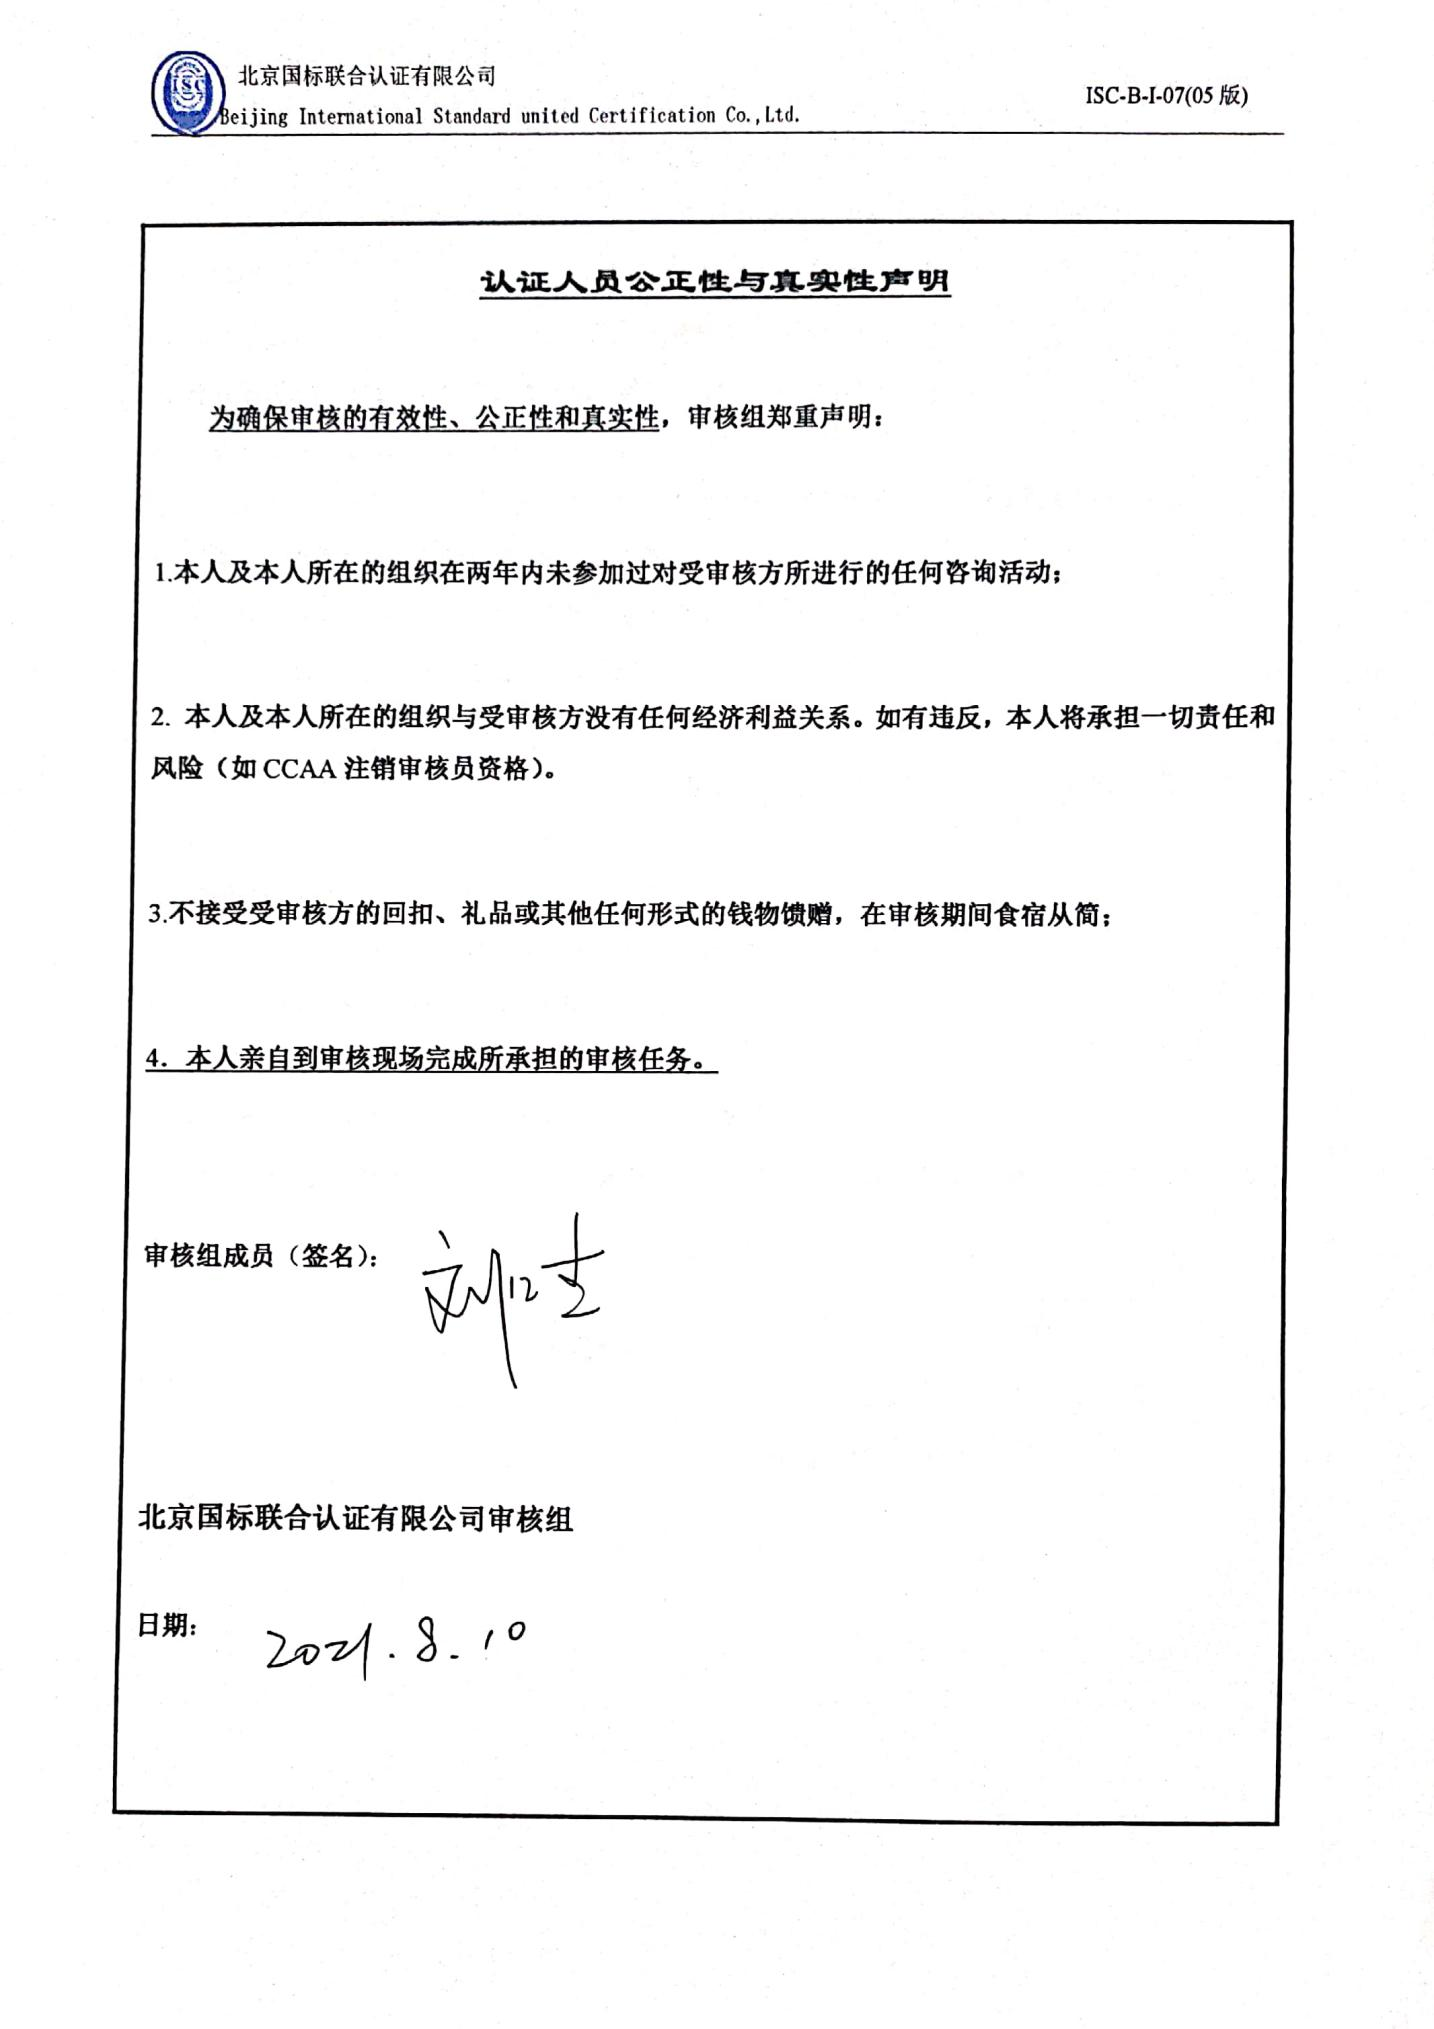 ISC
北京国标联合认证有限公司
Beijing International Standard united Certification Co.,Ltd.
ISC-B-I-07(05 版)
认证人员公正性与真实性声明
为确保审核的有效性、公正性和真实性，审核组郑重声明：
1.本人及本人所在的组织在两年内未参加过对受审核方所进行的任何咨询活动；
2. 本人及本人所在的组织与受审核方没有任何经济利益关系。如有违反，本人将承担一切责任和
风险（如 CCAA 注销审核员资格）。
3.不接受受审核方的回扣、礼品或其他任何形式的钱物馈赠，在审核期间食宿从简；
4. 本人亲自到审核现场完成所承担的审核任务。
审核组成员（签名）： 刘
北京国标联合认证有限公司审核组
日期： 2021.8.10